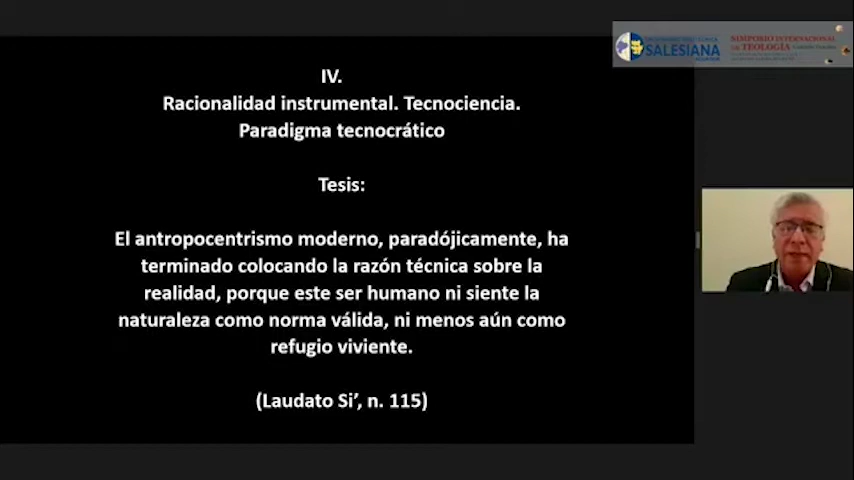 SALESIANA
SIMPOSIO INTERNACIONAL
DE TEOLOGÍA
IV.
Racionalidad instrumental. Tecnociencia.
Paradigma tecnocrático
Tesis:
El antropocentrismo moderno, paradójicamente, ha
terminado colocando la razón técnica sobre la
realidad, porque este ser humano ni siente la
naturaleza como norma válida, ni menos aún como
refugio viviente.
(Laudato Si’, n. 115)